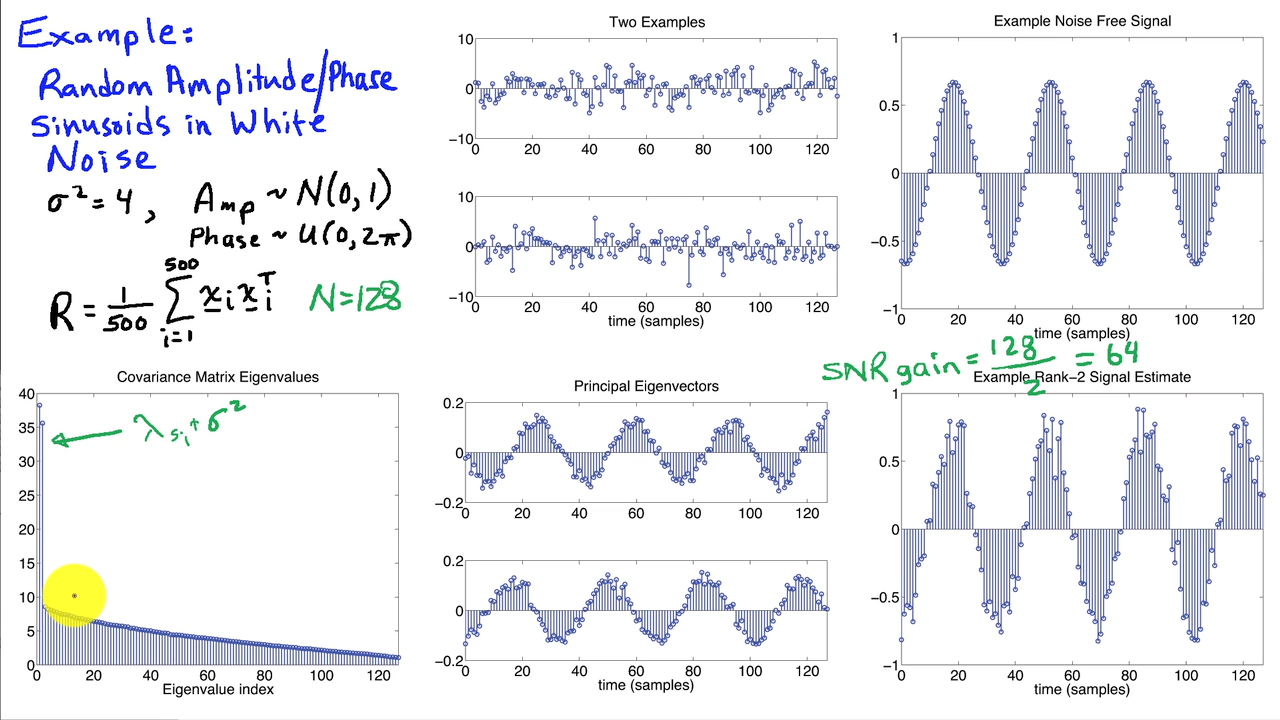 Example:
Random Amplitude/Phase
Sinusoids in White
Noise
σ² = 4, Amp ~ N(0,1)
Phase ~ U(0,2π)
R = 1/500 ∑_{i=1}^{500} x_i x_i^T N=128
Two Examples
10
0
−10
0 20 40 60 80 100 120
10
0
−10
0 20 40 60 80 100 120
time (samples)
Example Noise Free Signal
1
0.5
0
−0.5
−1
0 20 40 60 80 100 120
time (samples)
SNR gain = 128/2 = 64
Covariance Matrix Eigenvalues
40
35
30
25
20
15
10
5
0
0 20 40 60 80 100 120
Eigenvalue index
λ_{s_i} + σ²
Principal Eigenvectors
0.2
0
−0.2
0 20 40 60 80 100 120
0.2
0
−0.2
0 20 40 60 80 100 120
time (samples)
Example Rank−2 Signal Estimate
1
0.5
0
−0.5
−1
0 20 40 60 80 100 120
time (samples)